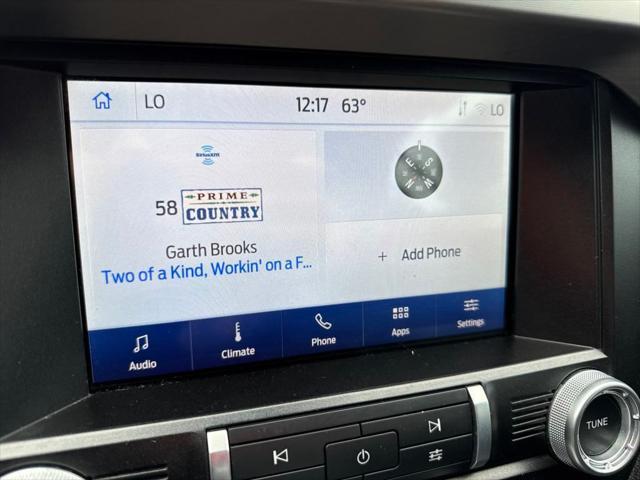 LO 12:17 63° LO
SiriusXM
58 PRIME
COUNTRY
Garth Brooks
Two of a Kind, Workin' on a F...
E S
N W
+ Add Phone
Audio Climate Phone Apps Settings
TUNE